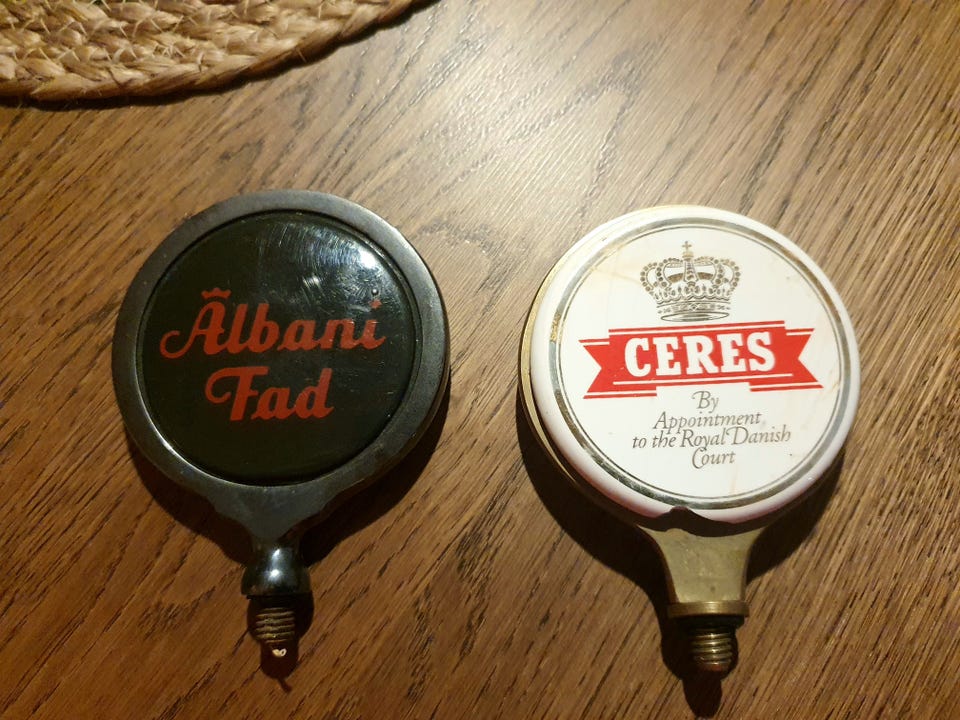 Albani
Fad
CERES
By
Appointment
to the Royal Danish
Court